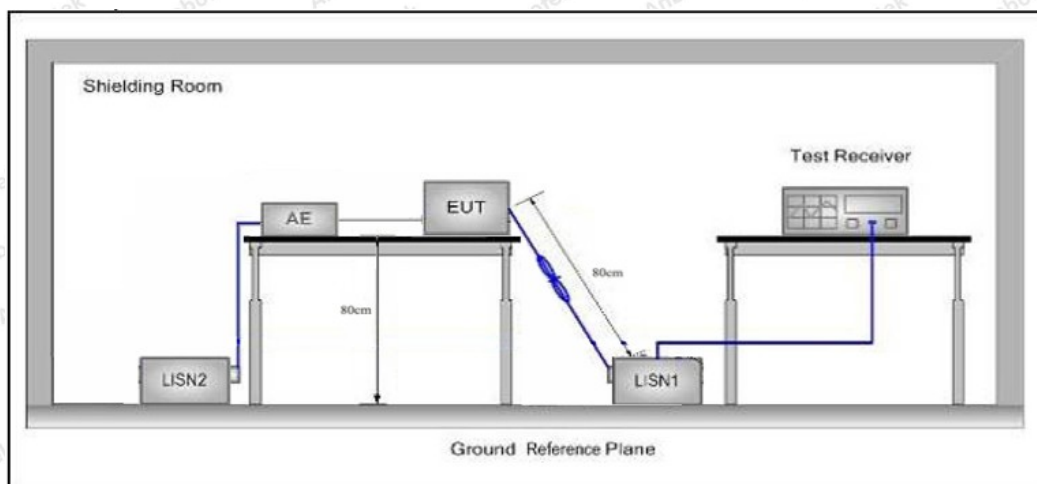 Shielding Room
Test Receiver
EUT
AE
80cm
80cm
LISN2
LISN1
Ground Reference Plane